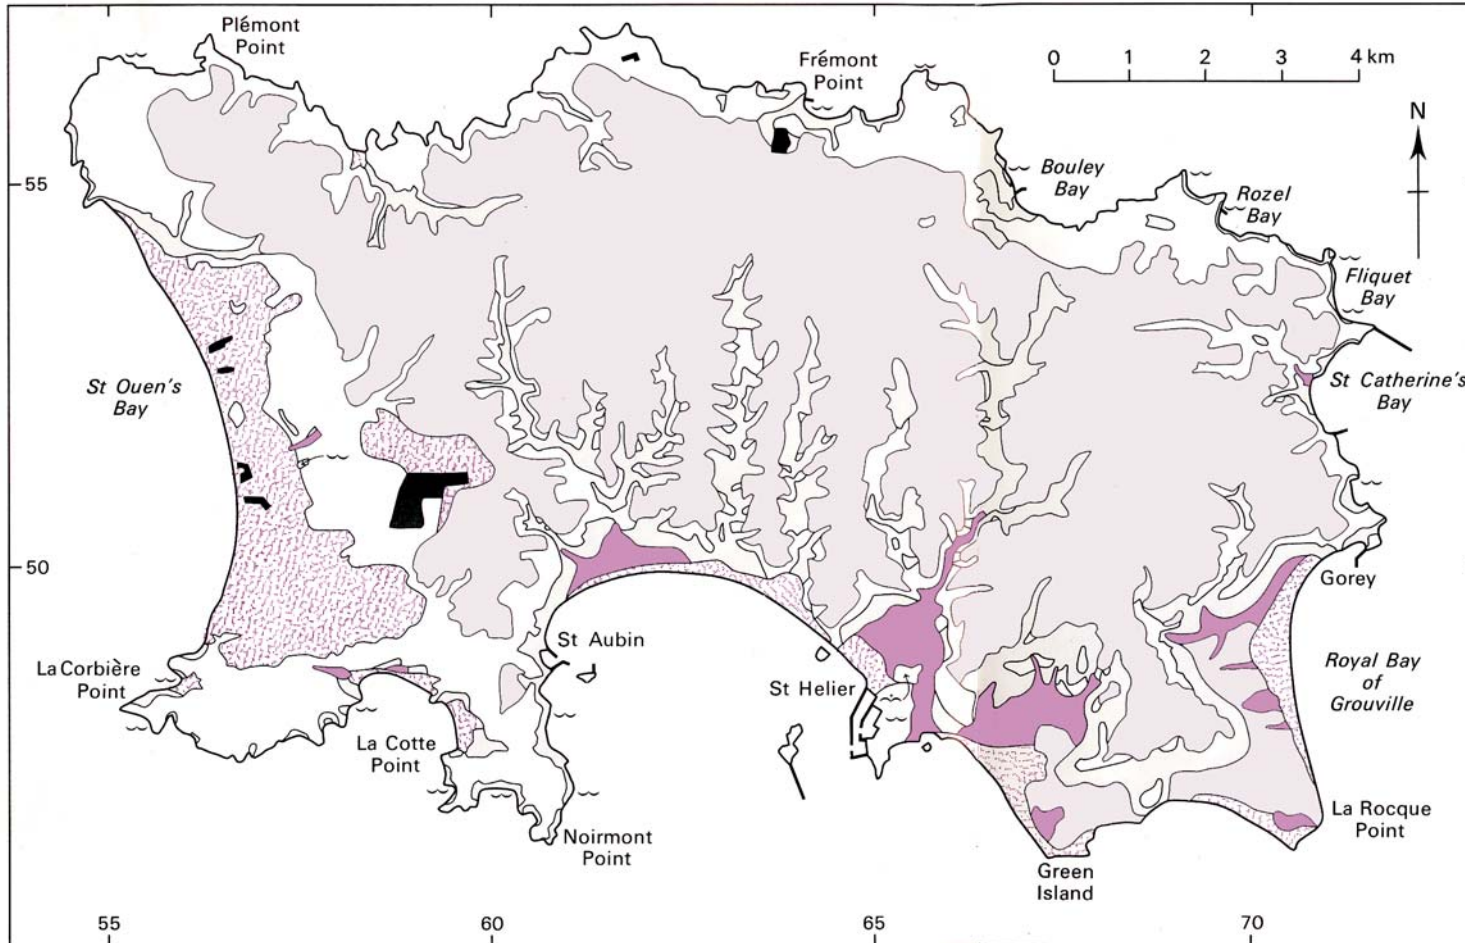 Plémont
Point
Frémont
Point
0 1 2 3 4 km
N
55
Bouley
Bay
Rozel
Bay
Fliquet
Bay
St Ouen's
Bay
St Catherine's
Bay
50
Gorey
St Aubin
La Corbière
Point
St Helier
Royal Bay
of
Grouville
La Cotte
Point
Noirmont
Point
La Rocque
Point
Green
Island
55 60 65 70